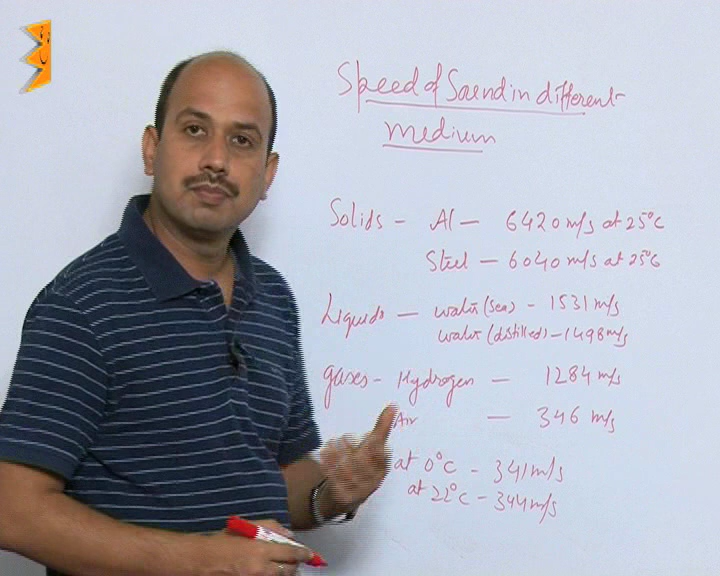 Speed of Sound in different
medium
Solids - Al - 6420 m/s at 25°C
Steel - 6040 m/s at 25°C
Liquids - water (sea) - 1531 m/s
water (distilled) - 1498 m/s
gases - Hydrogen - 1284 m/s
Air - 346 m/s
at 0°C - 341 m/s
at 22°C - 344 m/s